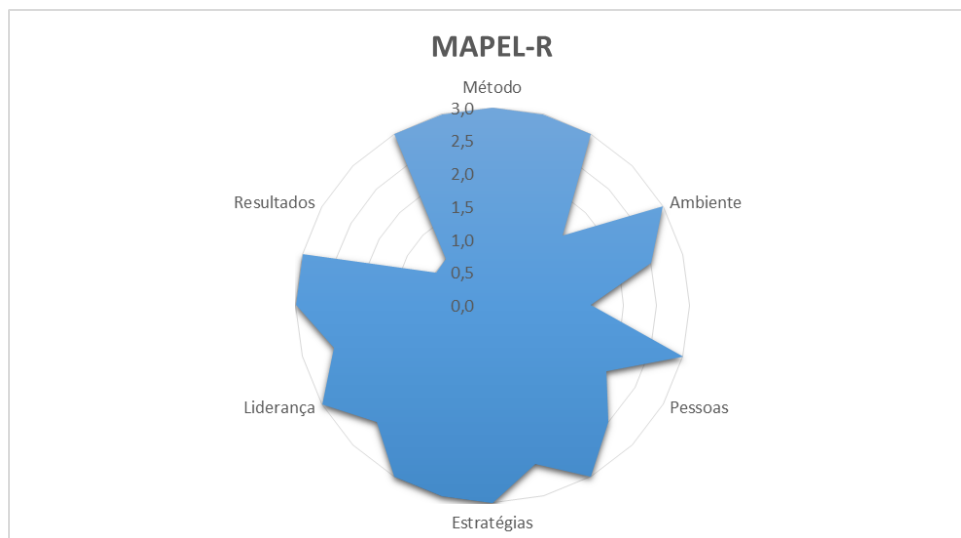 MAPEL-R
Método
3,0
2,5
2,0
1,5
1,0
0,5
0,0
Ambiente
Pessoas
Estratégias
Liderança
Resultados